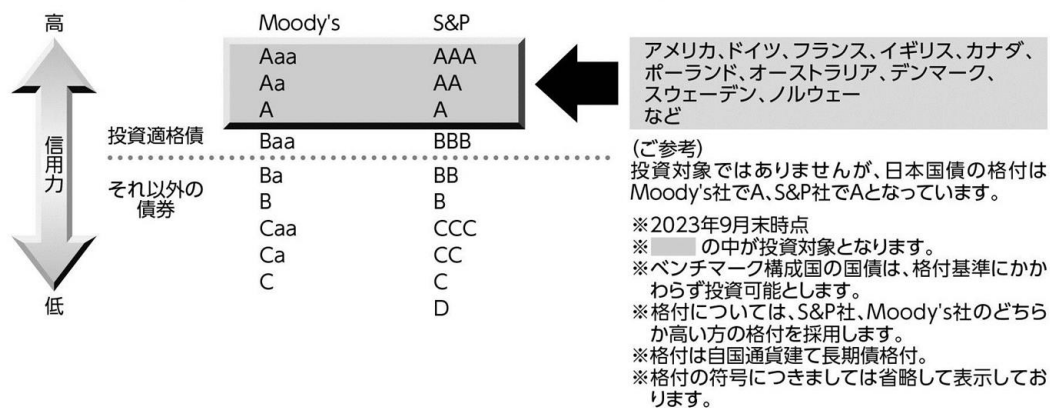 高
Moody's S&P
Aaa AAA
Aa AA
A A
投資適格債
Baa BBB
信用力
それ以外の
債券
Ba BB
B B
Caa CCC
Ca CC
C C
D
低
アメリカ、ドイツ、フランス、イギリス、カナダ、
ポーランド、オーストラリア、デンマーク、
スウェーデン、ノルウェー
など
(ご参考)
投資対象ではありませんが、日本国債の格付は
Moody's社でA、S&P社でAとなっています。
※2023年9月末時点
※ の中が投資対象となります。
※ベンチマーク構成国の国債は、格付基準にかか
わらず投資可能とします。
※格付については、S&P社、Moody's社のどちら
か高い方の格付を採用します。
※格付は自国通貨建て長期債格付。
※格付の符号につきましては省略して表示してお
ります。